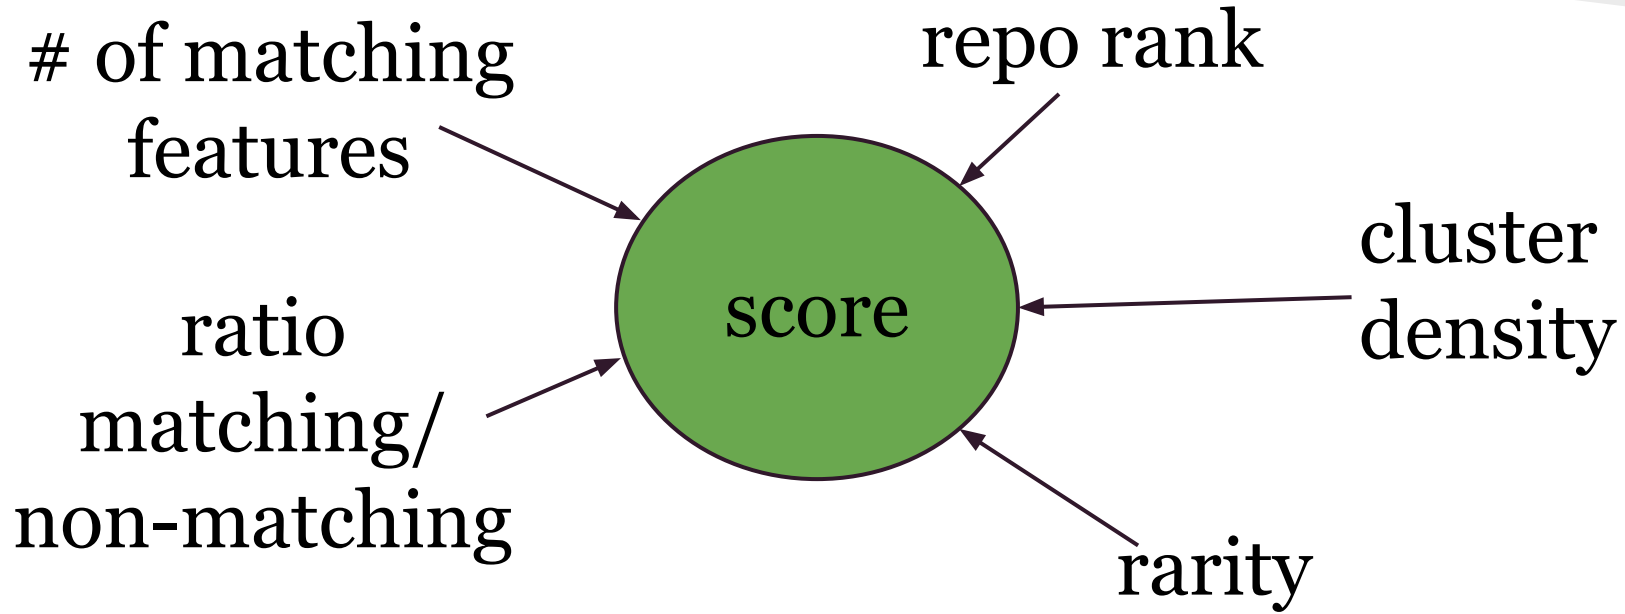 # of matching
features
repo rank
ratio
matching/
non-matching
score
cluster
density
rarity